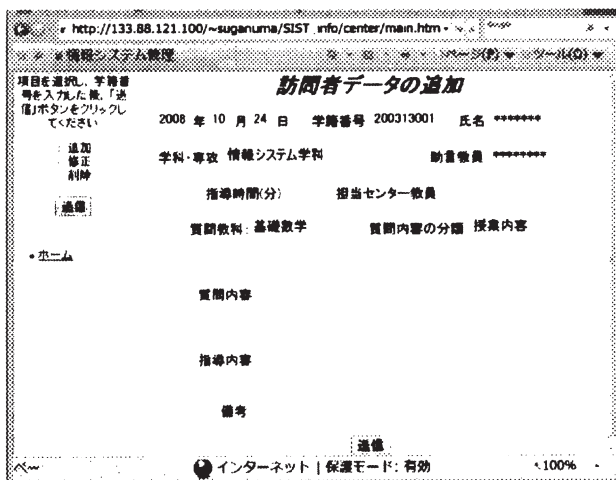 http://133.88.121.100/~suganuma/SIST_info/center/main.htm
情報システム管理
ページ(P) ツール(O)
項目を選択し、学籍番
号を入力した後、「送
信」ボタンをクリックし
てください
追加
修正
削除
送信
・ホーム
訪問者データの追加
2008 年 10 月 24 日 学籍番号 200313001 氏名 *******
学科・専攻 情報システム学科 助言教員 ********
指導時間(分) 担当センター教員
質問教科: 基礎数学 質問内容の分類 授業内容
質問内容
指導内容
備考
送信
インターネット | 保護モード: 有効 100%